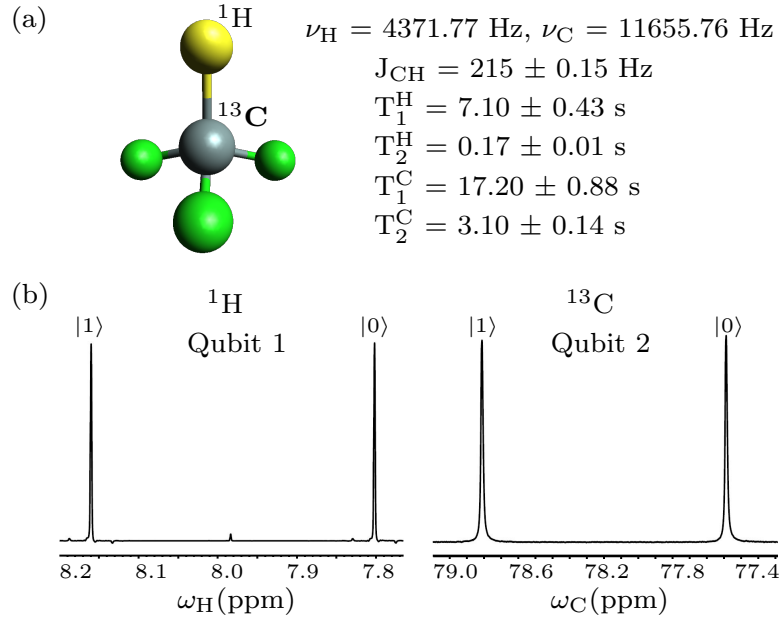 (a)
¹H
¹³C
ν_H = 4371.77 Hz, ν_C = 11655.76 Hz
J_CH = 215 ± 0.15 Hz
T₁^H = 7.10 ± 0.43 s
T₂^H = 0.17 ± 0.01 s
T₁^C = 17.20 ± 0.88 s
T₂^C = 3.10 ± 0.14 s
(b)
¹H
Qubit 1
|1⟩ |0⟩
8.2 8.1 8.0 7.9 7.8
ω_H(ppm)
¹³C
Qubit 2
|1⟩ |0⟩
79.0 78.6 78.2 77.8 77.4
ω_C(ppm)